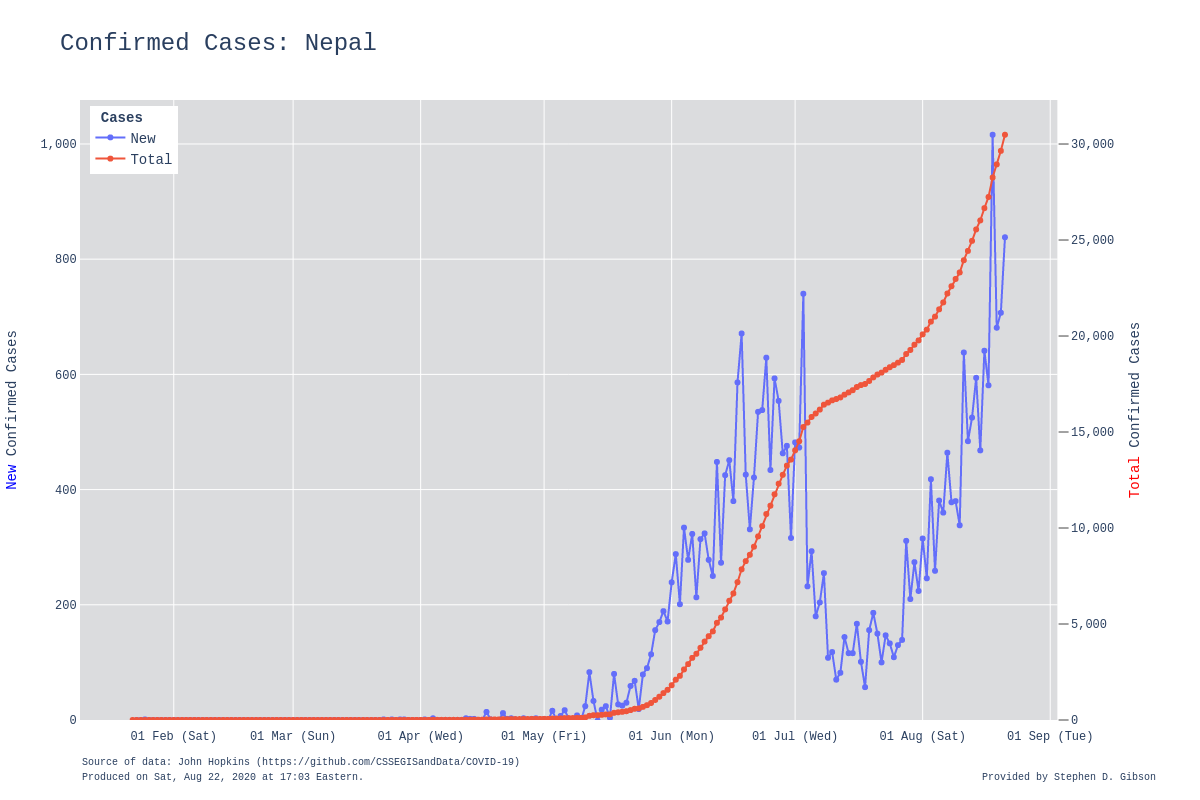 Confirmed Cases: Nepal
Cases
New
Total
1,000
800
600
400
200
0
30,000
25,000
20,000
15,000
10,000
5,000
0
New Confirmed Cases
Total Confirmed Cases
01 Feb (Sat) 01 Mar (Sun) 01 Apr (Wed) 01 May (Fri) 01 Jun (Mon) 01 Jul (Wed) 01 Aug (Sat) 01 Sep (Tue)
Source of data: John Hopkins (https://github.com/CSSEGISandData/COVID-19)
Produced on Sat, Aug 22, 2020 at 17:03 Eastern.
Provided by Stephen D. Gibson